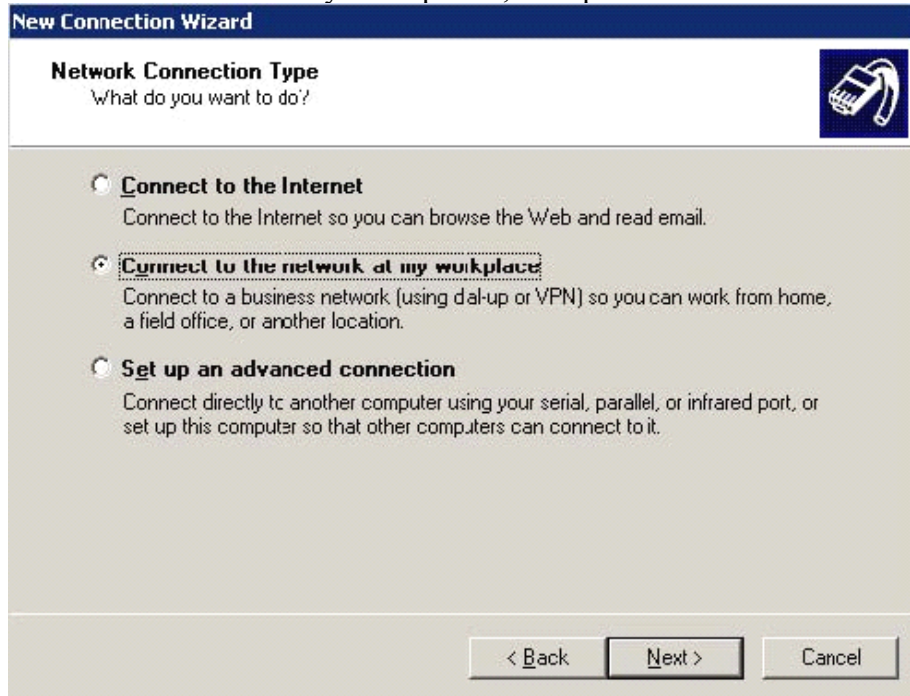 New Connection Wizard
Network Connection Type
What do you want to do?
Connect to the Internet
Connect to the Internet so you can browse the Web and read email.
Connect to the network at my workplace
Connect to a business network (using dial-up or VPN) so you can work from home,
a field office, or another location.
Set up an advanced connection
Connect directly to another computer using your serial, parallel, or infrared port, or
set up this computer so that other computers can connect to it.
< Back
Next >
Cancel